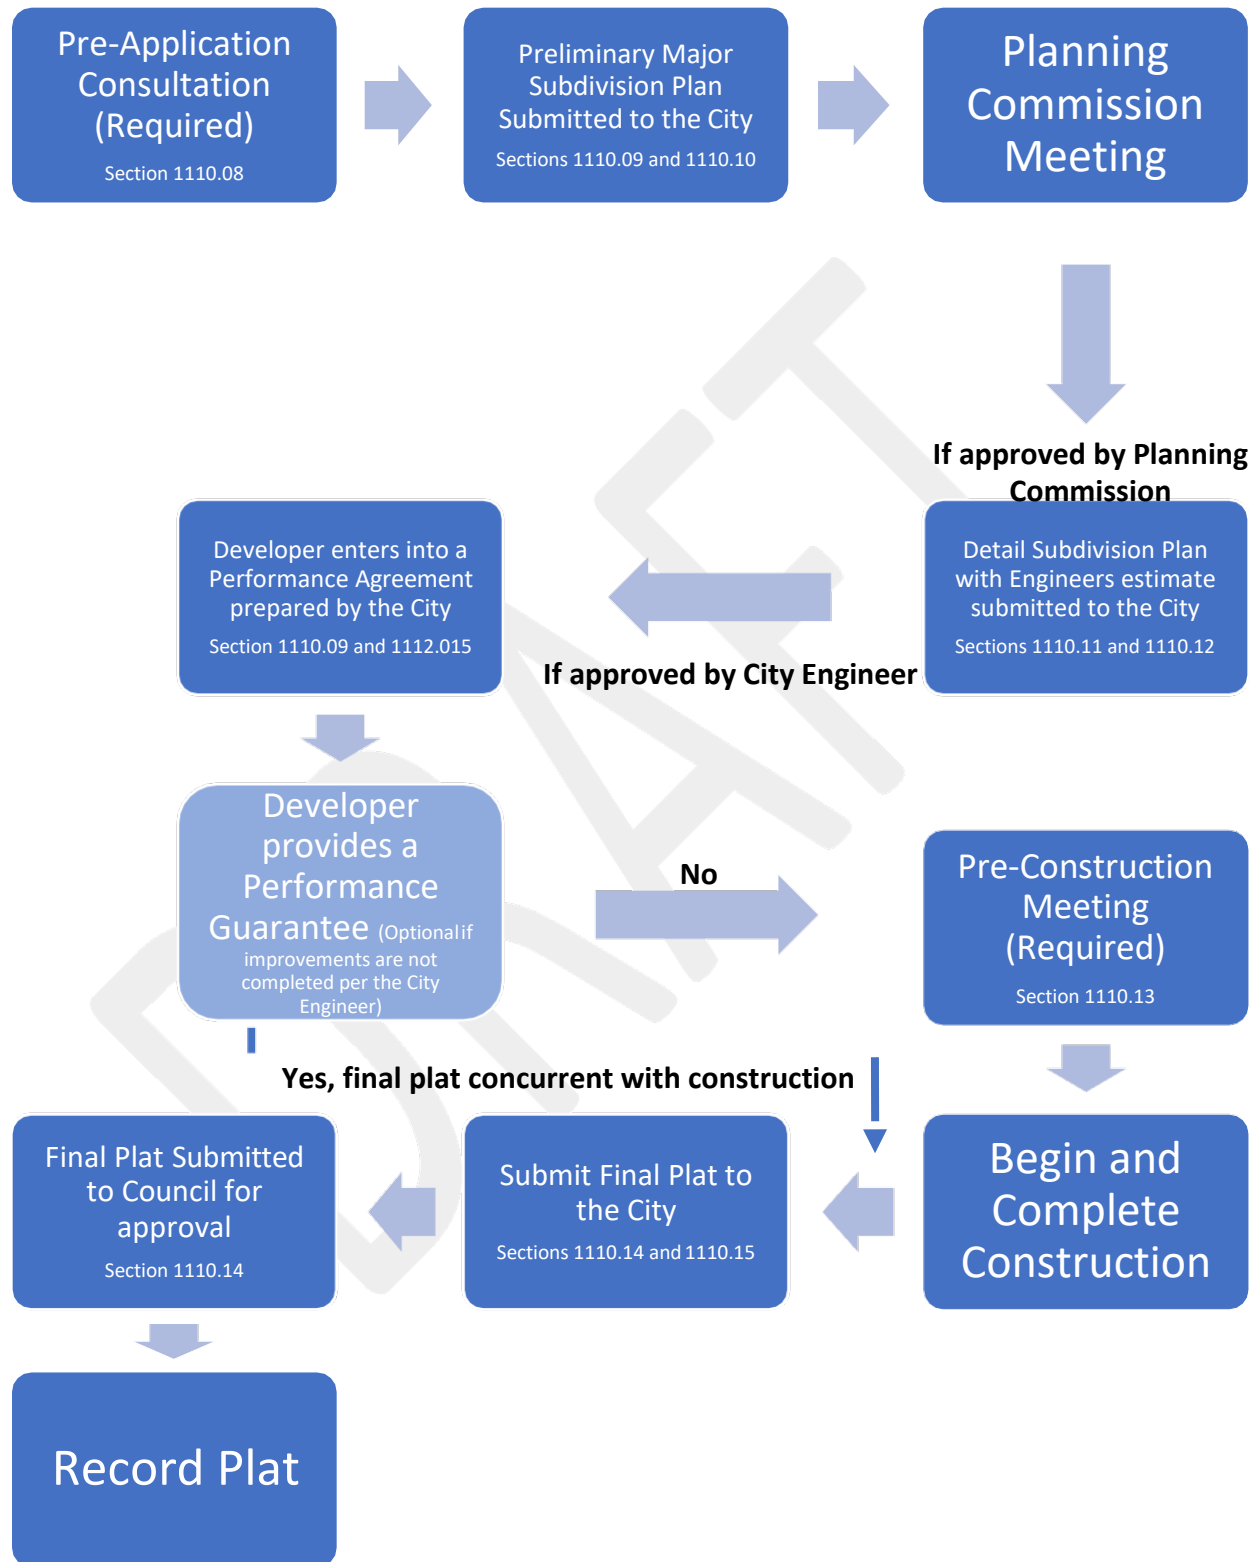 Pre-Application
Consultation
(Required)
Section 1110.08
Preliminary Major
Subdivision Plan
Submitted to the City
Sections 1110.09 and 1110.10
Planning
Commission
Meeting
If approved by Planning
Commission
Detail Subdivision Plan
with Engineers estimate
submitted to the City
Sections 1110.11 and 1110.12
If approved by City Engineer
Developer enters into a
Performance Agreement
prepared by the City
Section 1110.09 and 1112.015
Developer
provides a
Performance
Guarantee (Optional if
improvements are not
completed per the City
Engineer)
No
Pre-Construction
Meeting
(Required)
Section 1110.13
Yes, final plat concurrent with construction
Begin and
Complete
Construction
Submit Final Plat to
the City
Sections 1110.14 and 1110.15
Final Plat Submitted
to Council for
approval
Section 1110.14
Record Plat
DRAFT